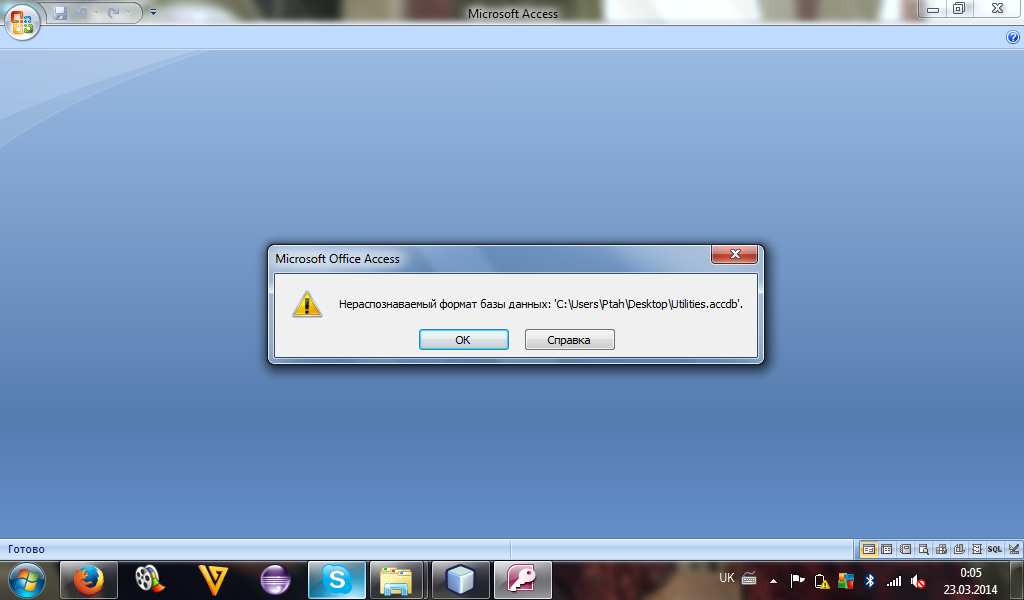 Microsoft Access
Microsoft Office Access
Нераспознаваемый формат базы данных: 'C:\Users\Ptah\Desktop\Utilities.accdb'.
ОК
Справка
Готово
SQL
UK
0:05
23.03.2014